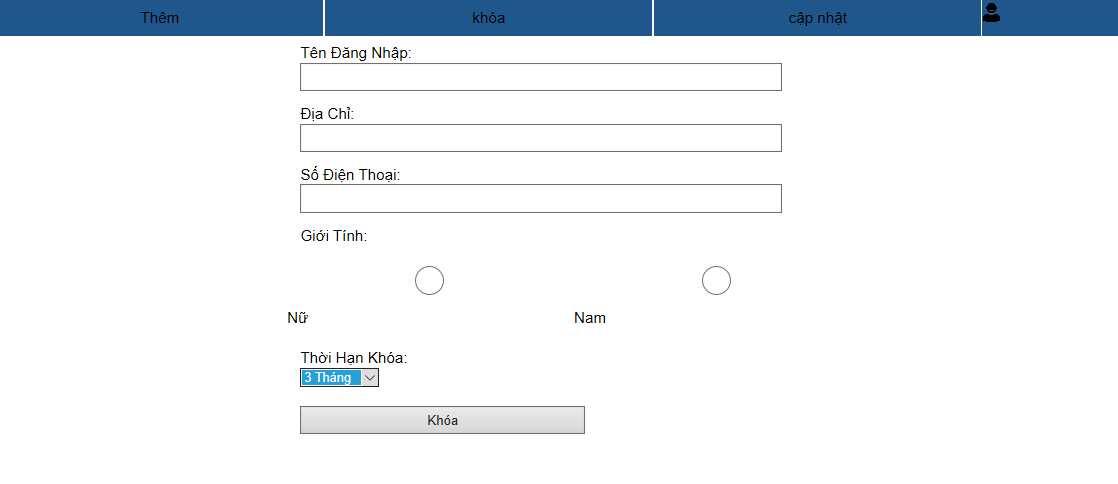 Thêm khóa cập nhật
Tên Đăng Nhập:
Địa Chỉ:
Số Điện Thoại:
Giới Tính:
Nữ Nam
Thời Hạn Khóa:
3 Tháng
Khóa